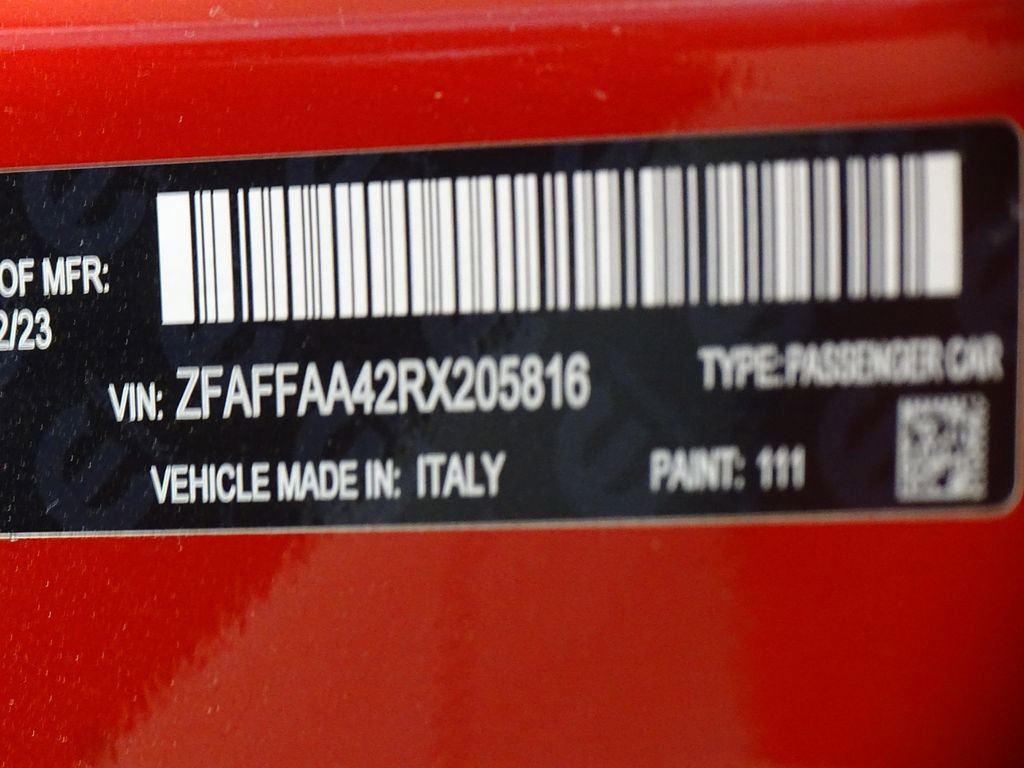 OF MFR:
2/23
VIN: ZFAFFAA42RX205816
TYPE:PASSENGER CAR
VEHICLE MADE IN: ITALY
PAINT: 111